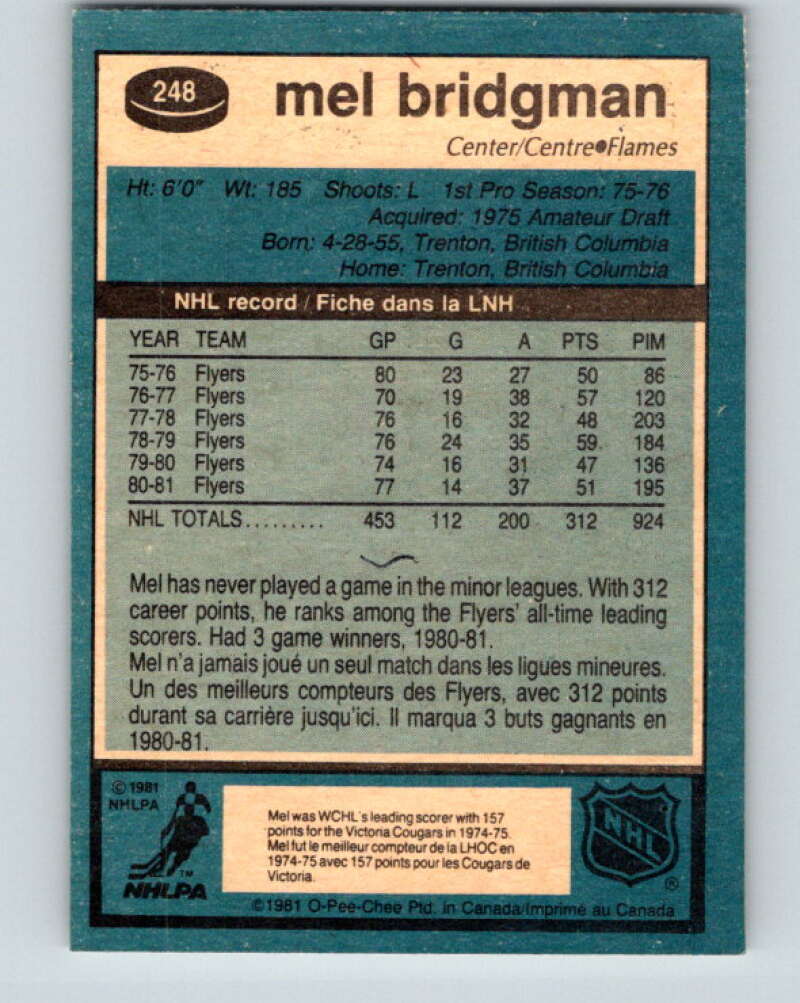 248
mel bridgman
Center/Centre●Flames
Ht: 6'0" Wt: 185 Shoots: L 1st Pro Season: 75-76
Acquired: 1975 Amateur Draft
Born: 4-28-55, Trenton, British Columbia
Home: Trenton, British Columbia
NHL record / Fiche dans la LNH
YEAR TEAM GP G A PTS PIM
75-76 Flyers 80 23 27 50 86
76-77 Flyers 70 19 38 57 120
77-78 Flyers 76 16 32 48 203
78-79 Flyers 76 24 35 59 184
79-80 Flyers 74 16 31 47 136
80-81 Flyers 77 14 37 51 195
NHL TOTALS......... 453 112 200 312 924
Mel has never played a game in the minor leagues. With 312
career points, he ranks among the Flyers' all-time leading
scorers. Had 3 game winners, 1980-81.
Mel n'a jamais joué un seul match dans les ligues mineures.
Un des meilleurs compteurs des Flyers, avec 312 points
durant sa carrière jusqu'ici. Il marqua 3 buts gagnants en
1980-81.
© 1981
NHLPA
TM
NHLPA
Mel was WCHL's leading scorer with 157
points for the Victoria Cougars in 1974-75.
Mel fut le meilleur compteur de la LHOC en
1974-75 avec 157 points pour les Cougars de
Victoria.
NHL
®
©1981 O-Pee-Chee Ptd. in Canada/Imprimé au Canada